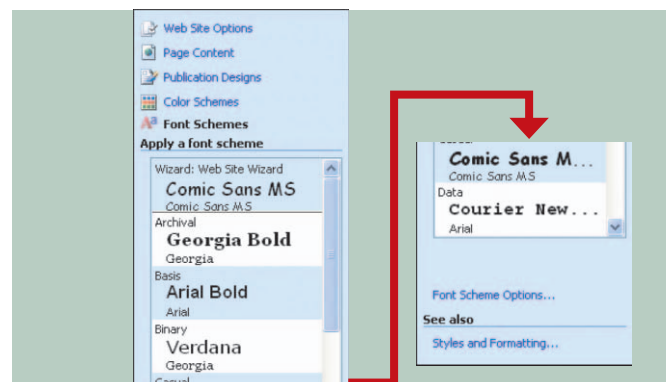 Web Site Options
Page Content
Publication Designs
Color Schemes
Font Schemes
Apply a font scheme
Wizard: Web Site Wizard
Comic Sans MS
Comic Sans MS
Archival
Georgia Bold
Georgia
Basis
Arial Bold
Arial
Binary
Verdana
Georgia
Casual
Comic Sans M...
Comic Sans MS
Data
Courier New...
Arial
Font Scheme Options...
See also
Styles and Formatting...